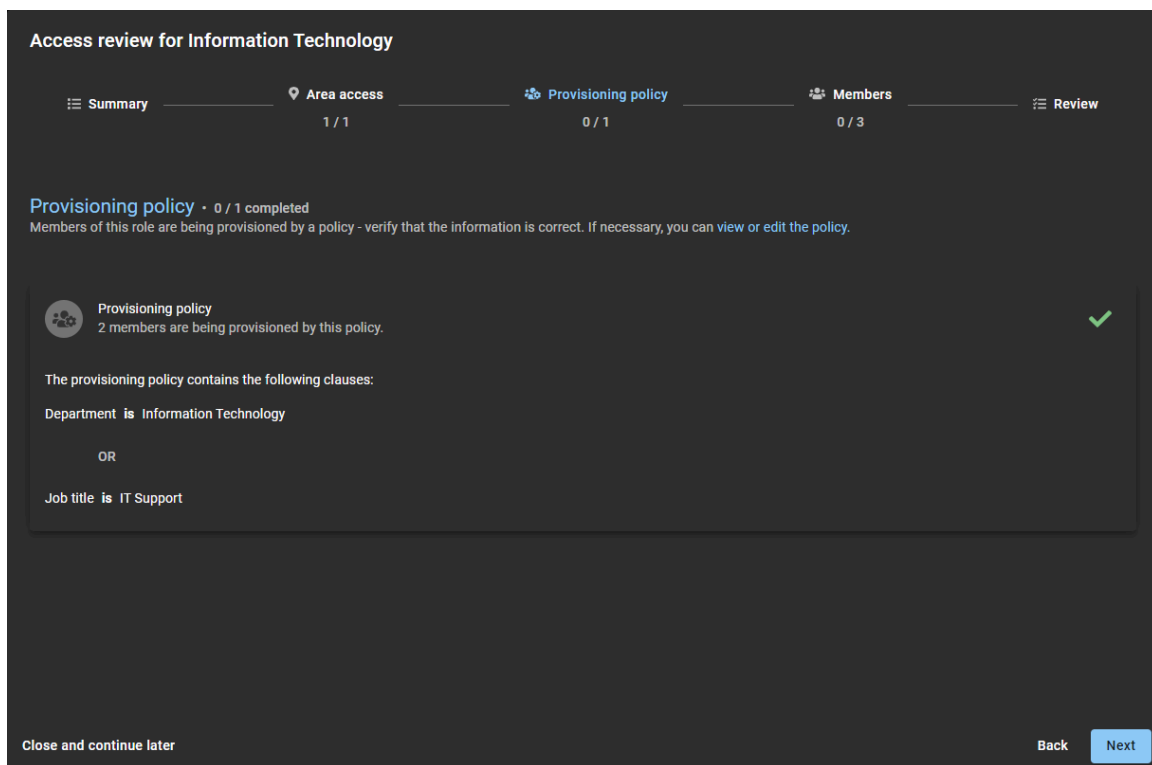 Access review for Information Technology
Summary
Area access
1 / 1
Provisioning policy
0 / 1
Members
0 / 3
Review
Provisioning policy • 0 / 1 completed
Members of this role are being provisioned by a policy - verify that the information is correct. If necessary, you can view or edit the policy.
Provisioning policy
2 members are being provisioned by this policy.
The provisioning policy contains the following clauses:
Department is Information Technology
OR
Job title is IT Support
Close and continue later
Back
Next